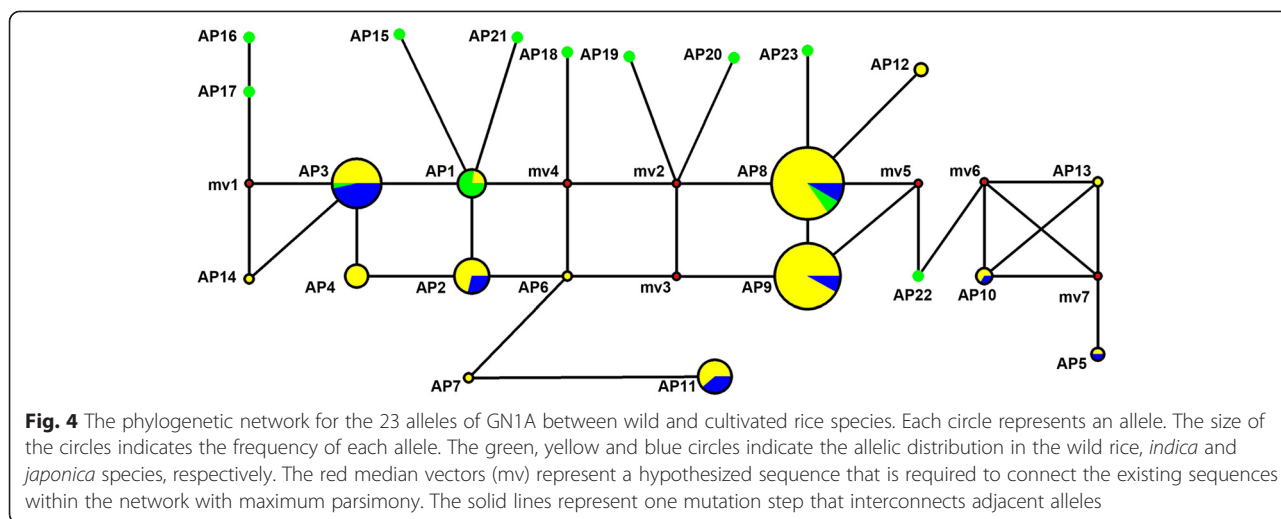 AP16
AP15
AP21
AP18
AP19
AP20
AP23
AP12
AP17
mv1
AP3
AP1
mv4
mv2
AP8
mv5
mv6
AP13
AP14
AP4
AP2
AP6
mv3
AP9
AP22
AP10
mv7
AP5
AP7
AP11
Fig. 4 The phylogenetic network for the 23 alleles of GN1A between wild and cultivated rice species. Each circle represents an allele. The size of
the circles indicates the frequency of each allele. The green, yellow and blue circles indicate the allelic distribution in the wild rice, indica and
japonica species, respectively. The red median vectors (mv) represent a hypothesized sequence that is required to connect the existing sequences
within the network with maximum parsimony. The solid lines represent one mutation step that interconnects adjacent alleles